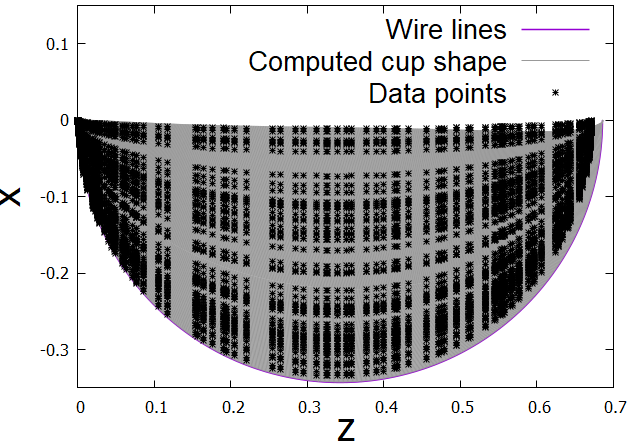 Wire lines
Computed cup shape
Data points
0.1
0
-0.1
-0.2
-0.3
X
0 0.1 0.2 0.3 0.4 0.5 0.6 0.7
Z